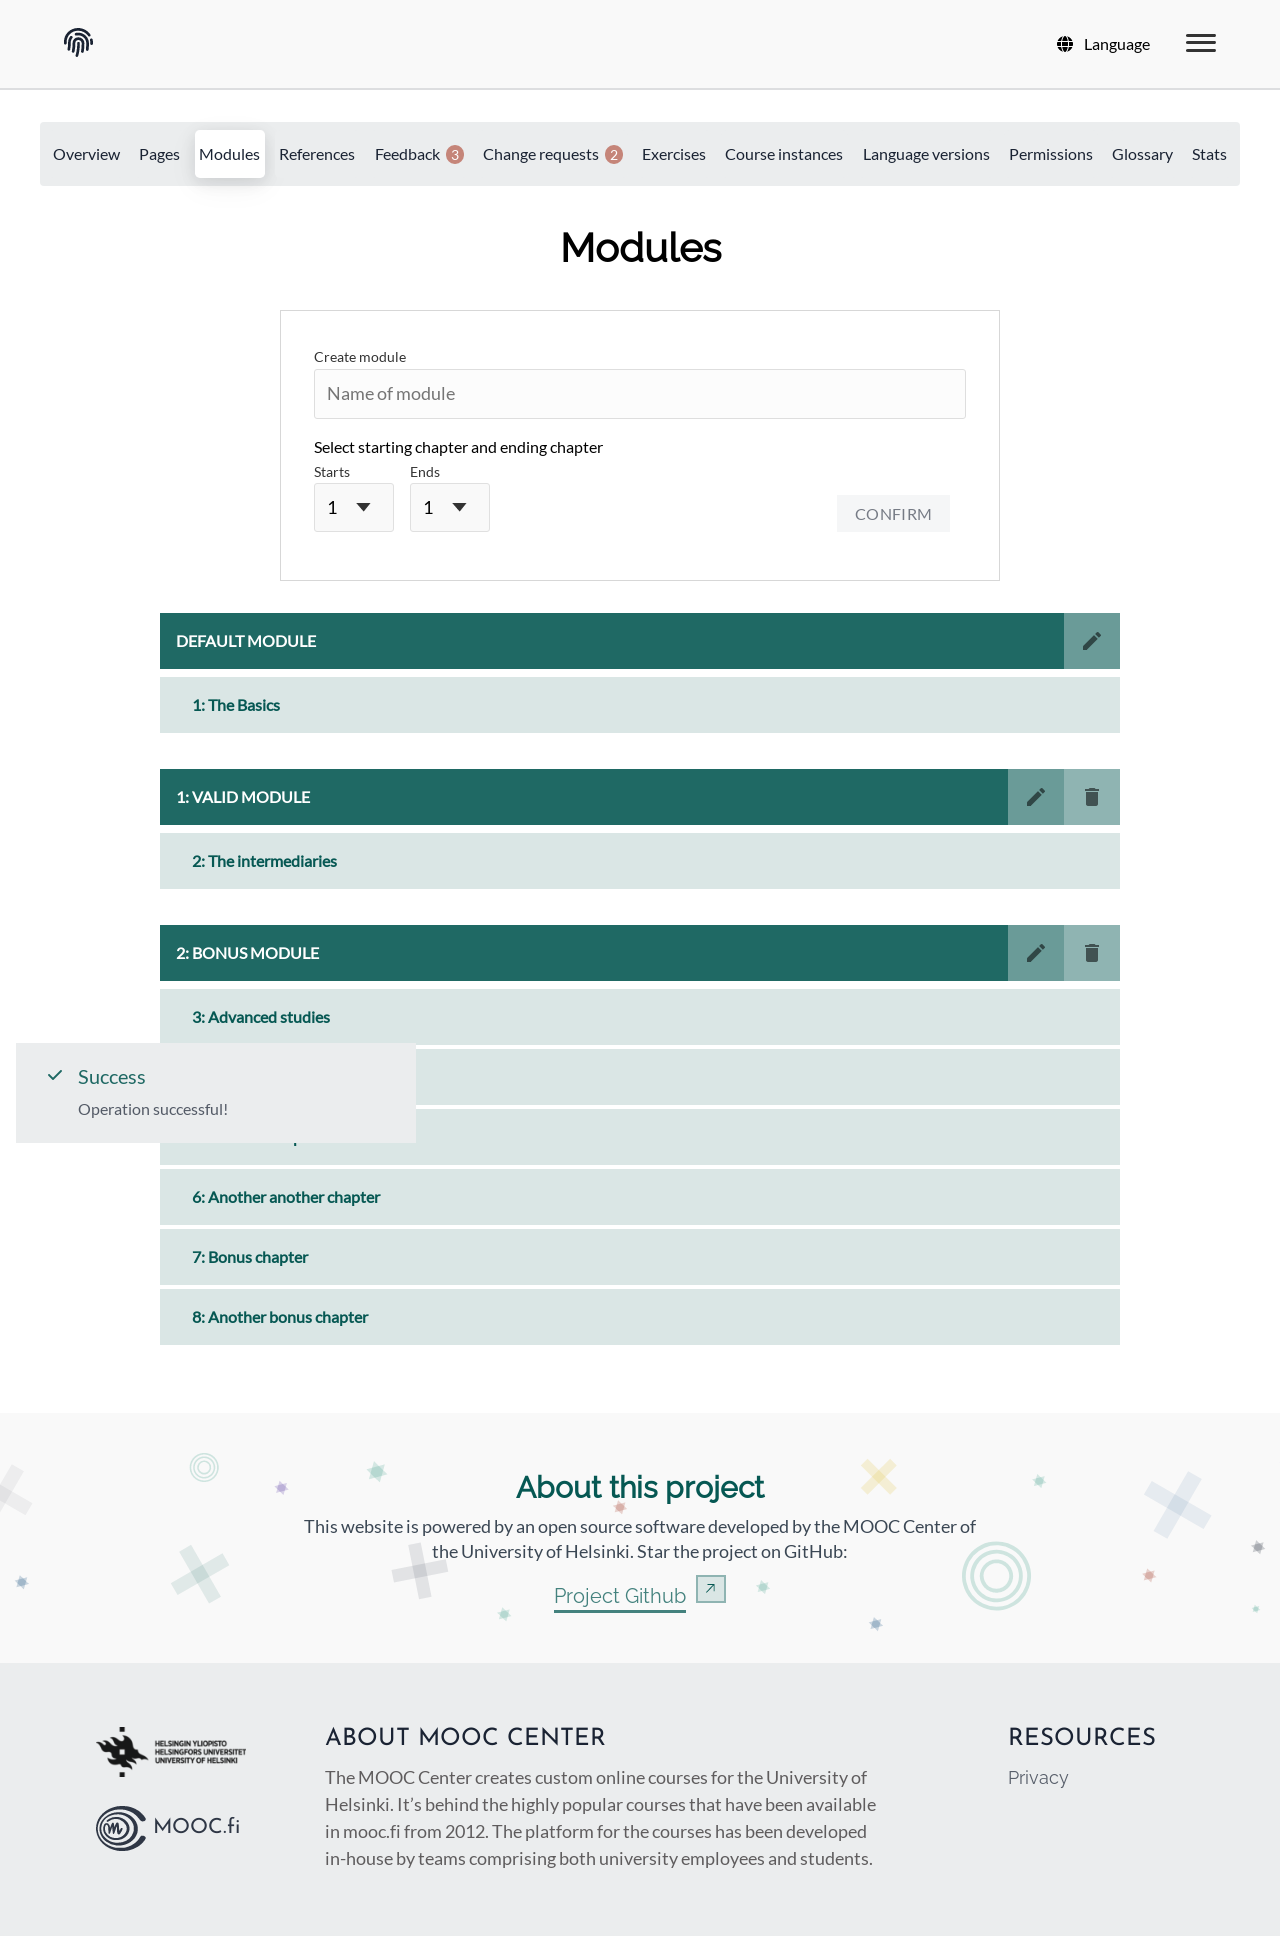 Language
Overview Pages Modules References Feedback 3 Change requests 2 Exercises Course instances Language versions Permissions Glossary Stats
Modules
Create module
Name of module
Select starting chapter and ending chapter
Starts Ends
1 1
CONFIRM
DEFAULT MODULE
1: The Basics
1: VALID MODULE
2: The intermediaries
2: BONUS MODULE
3: Advanced studies
Success
Operation successful!
6: Another another chapter
7: Bonus chapter
8: Another bonus chapter
About this project
This website is powered by an open source software developed by the MOOC Center of
the University of Helsinki. Star the project on GitHub:
Project Github
HELSINGIN YLIOPISTO
HELSINGFORS UNIVERSITET
UNIVERSITY OF HELSINKI
MOOC.fi
ABOUT MOOC CENTER
The MOOC Center creates custom online courses for the University of
Helsinki. It’s behind the highly popular courses that have been available
in mooc.fi from 2012. The platform for the courses has been developed
in-house by teams comprising both university employees and students.
RESOURCES
Privacy